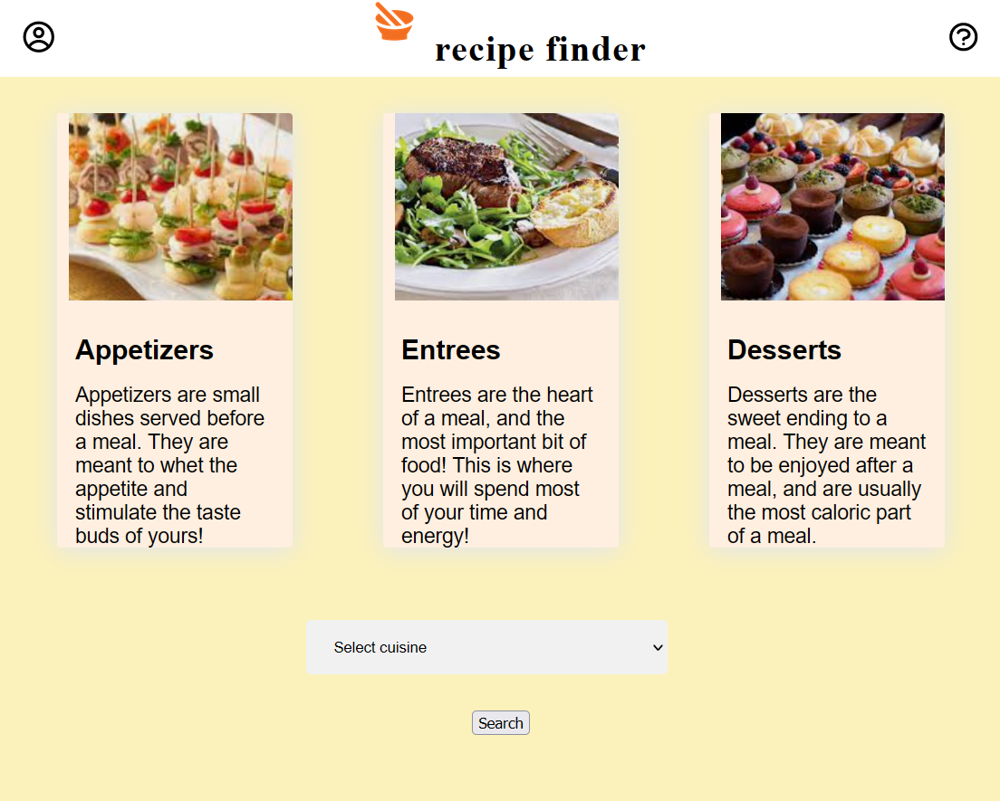 recipe finder
Appetizers
Appetizers are small
dishes served before
a meal. They are
meant to whet the
appetite and
stimulate the taste
buds of yours!
Entrees
Entrees are the heart
of a meal, and the
most important bit of
food! This is where
you will spend most
of your time and
energy!
Desserts
Desserts are the
sweet ending to a
meal. They are meant
to be enjoyed after a
meal, and are usually
the most caloric part
of a meal.
Select cuisine
Search